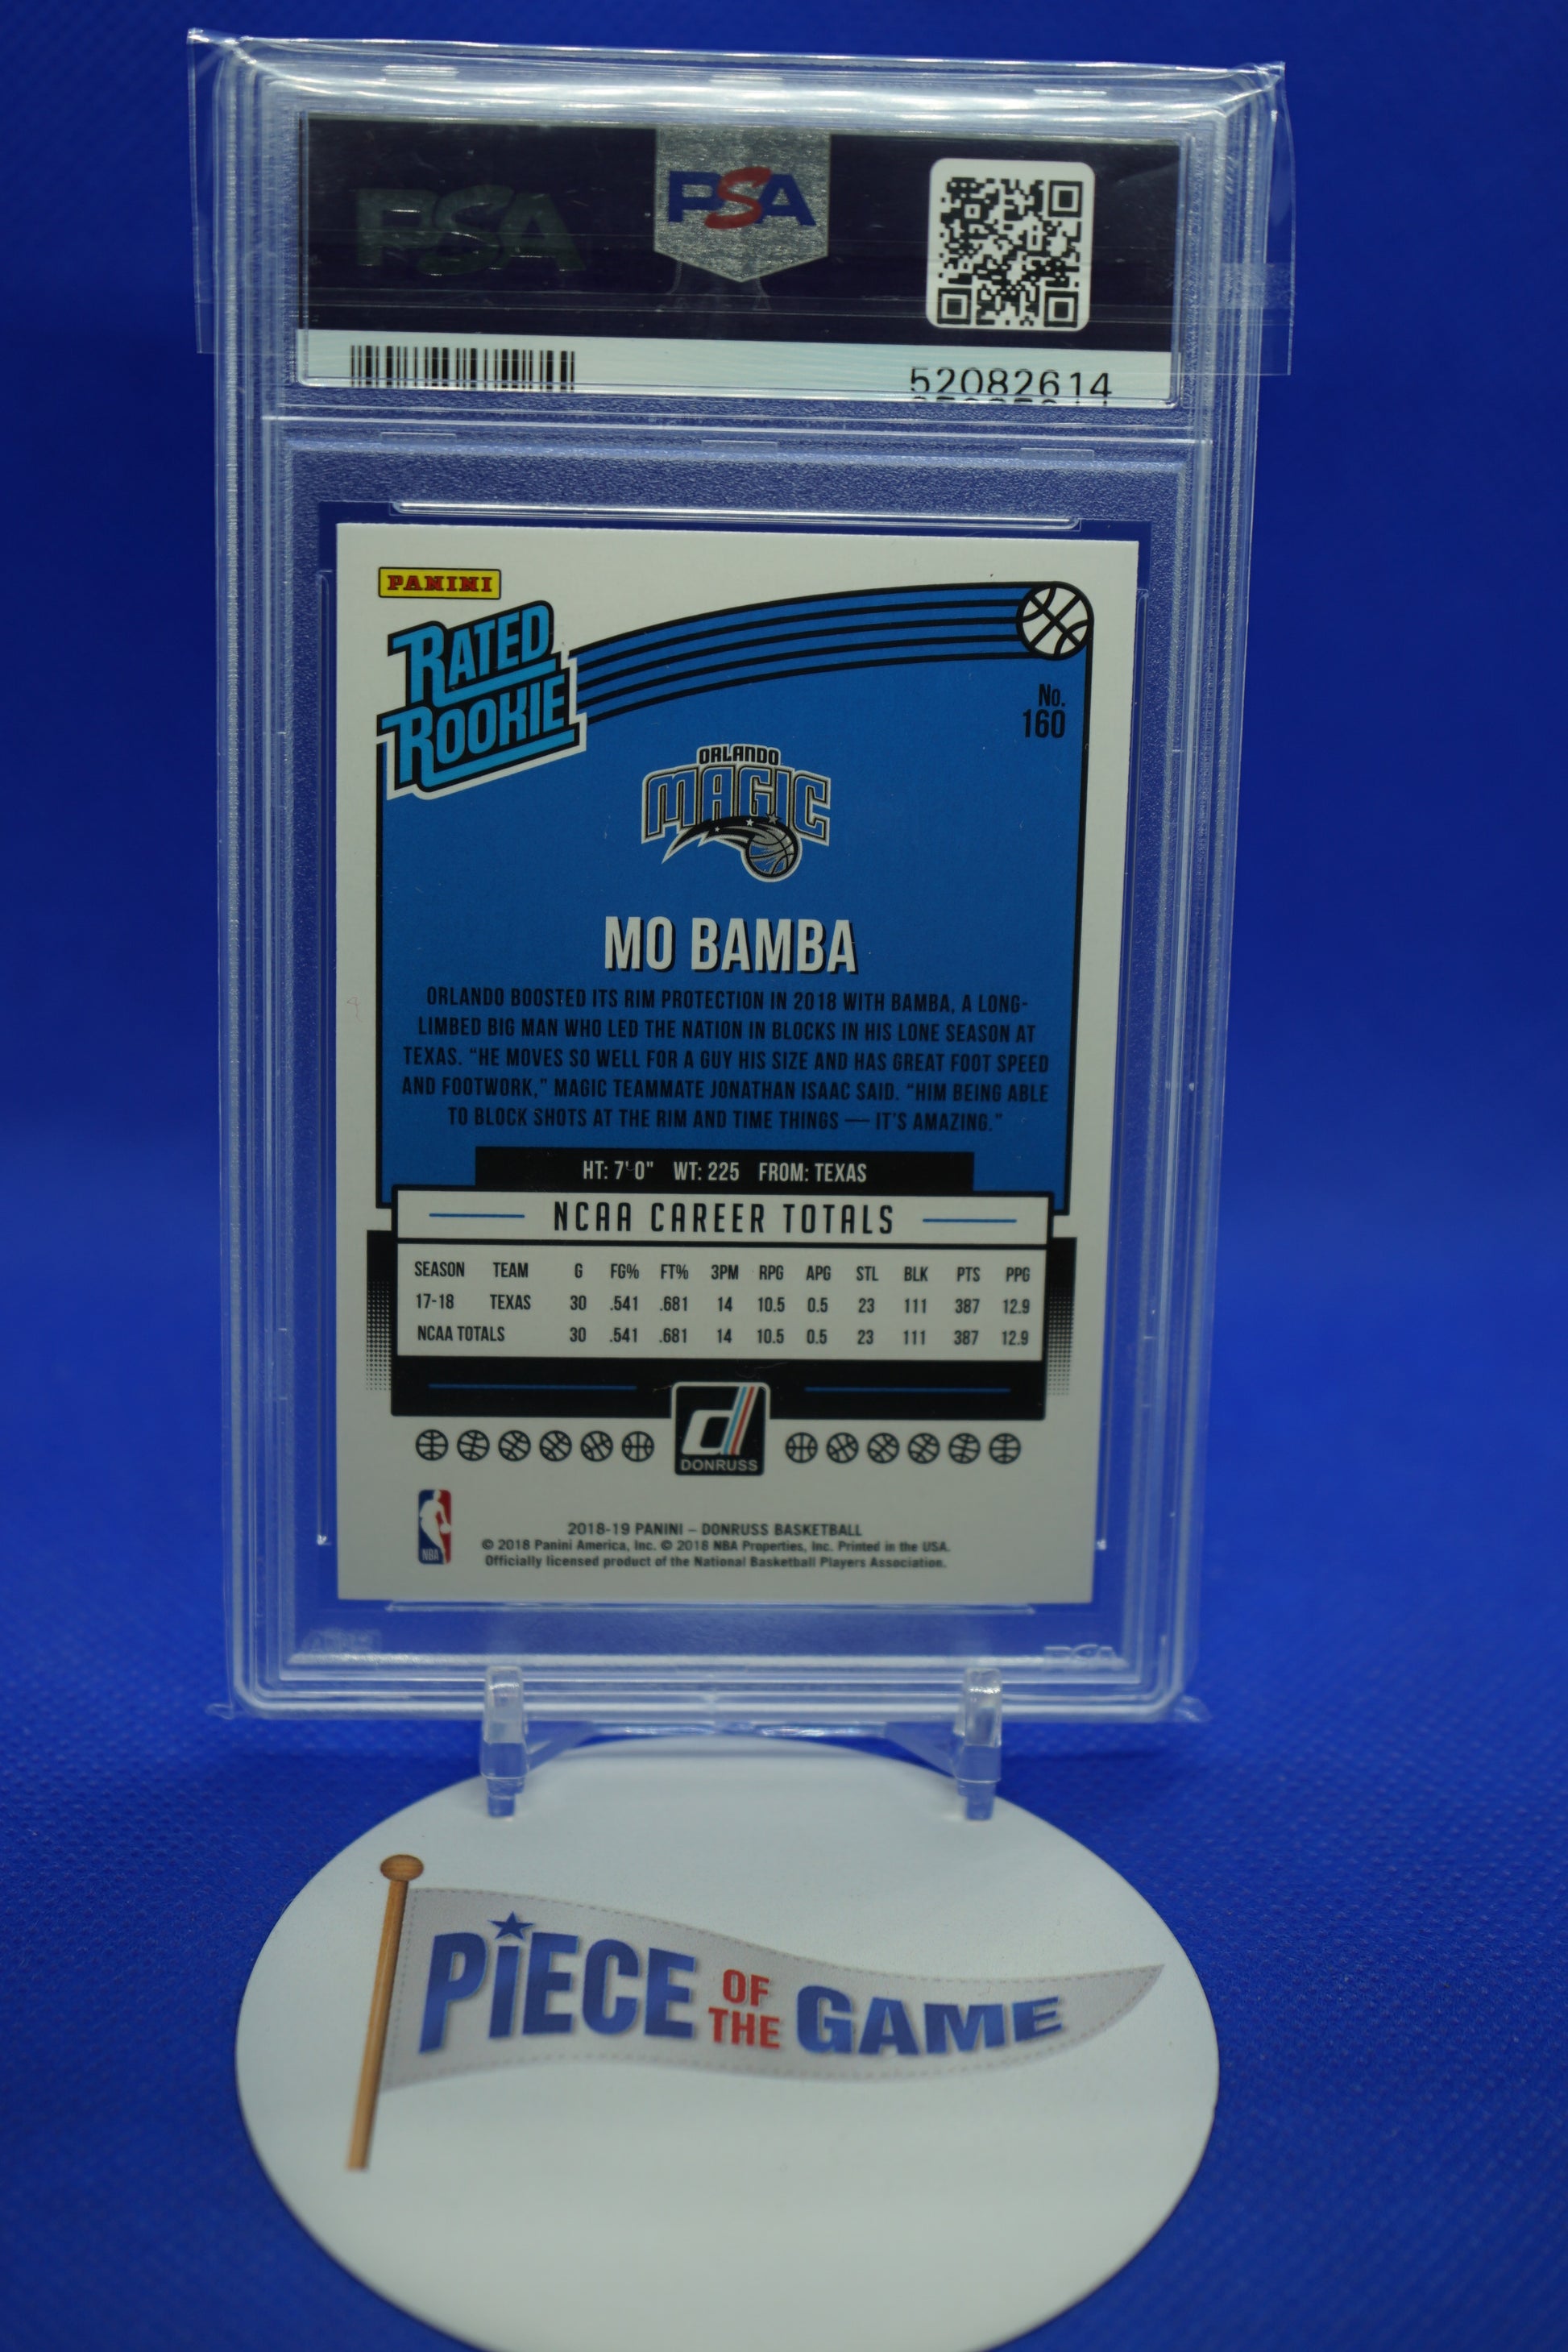 PSA
PSA
52082614
PANINI
RATED
ROOKIE
No.
160
ORLANDO
MAGIC
MO BAMBA
ORLANDO BOOSTED ITS RIM PROTECTION IN 2018 WITH BAMBA, A LONG-
LIMBED BIG MAN WHO LED THE NATION IN BLOCKS IN HIS LONE SEASON AT
TEXAS. “HE MOVES SO WELL FOR A GUY HIS SIZE AND HAS GREAT FOOT SPEED
AND FOOTWORK,” MAGIC TEAMMATE JONATHAN ISAAC SAID. “HIM BEING ABLE
TO BLOCK SHOTS AT THE RIM AND TIME THINGS — IT’S AMAZING.”
HT: 7' 0" WT: 225 FROM: TEXAS
NCAA CAREER TOTALS
SEASON TEAM G FG% FT% 3PM RPG APG STL BLK PTS PPG
17-18 TEXAS 30 .541 .681 14 10.5 0.5 23 111 387 12.9
NCAA TOTALS 30 .541 .681 14 10.5 0.5 23 111 387 12.9
d
DONRUSS
NBA
2018-19 PANINI – DONRUSS BASKETBALL
© 2018 Panini America, Inc. © 2018 NBA Properties, Inc. Printed in the USA.
Officially licensed product of the National Basketball Players Association.
PSA
PIECE OF THE GAME